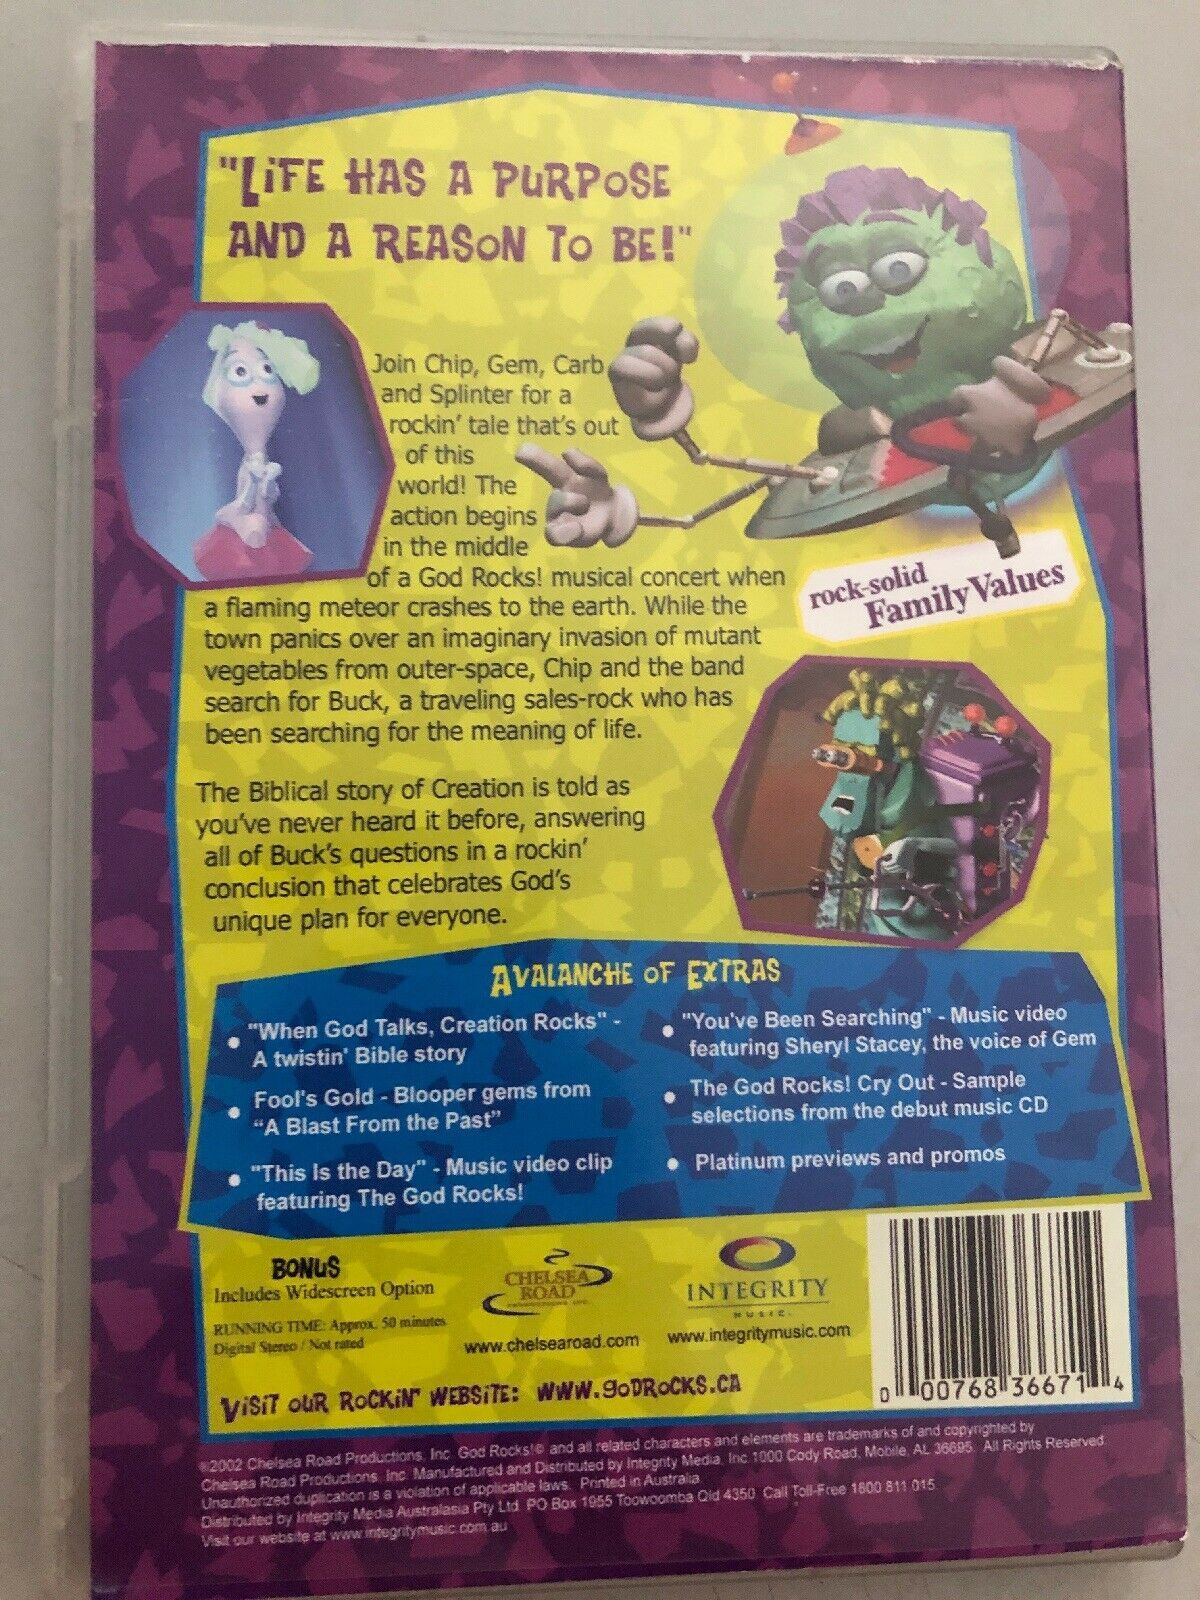 "LiFE HAS A PURPOSE
AND A REASON TO BE!"
Join Chip, Gem, Carb
and Splinter for a
rockin' tale that's out
of this
world! The
action begins
in the middle
of a God Rocks! musical concert when
a flaming meteor crashes to the earth. While the
town panics over an imaginary invasion of mutant
vegetables from outer-space, Chip and the band
search for Buck, a traveling sales-rock who has
been searching for the meaning of life.
rock-solid
Family Values
The Biblical story of Creation is told as
you've never heard it before, answering
all of Buck's questions in a rockin'
conclusion that celebrates God's
unique plan for everyone.
AVALANCHE OF EXTRAS
• "When God Talks, Creation Rocks" -
A twistin' Bible story
• Fool's Gold - Blooper gems from
"A Blast From the Past"
• "This Is the Day" - Music video clip
featuring The God Rocks!
• "You've Been Searching" - Music video
featuring Sheryl Stacey, the voice of Gem
• The God Rocks! Cry Out - Sample
selections from the debut music CD
• Platinum previews and promos
BONUS
Includes Widescreen Option
RUNNING TIME: Approx. 50 minutes
Digital Stereo / Not rated
CHELSEA
ROAD
www.chelsearoad.com
INTEGRITY
MUSIC
www.integritymusic.com
ViSiT OUR ROCKiN' WEBSiTE: WWW.GODROCKS.CA
0 00768 36671 4
©2002 Chelsea Road Productions, Inc. God Rocks!® and all related characters and elements are trademarks of and copyrighted by
Chelsea Road Productions, Inc. Manufactured and Distributed by Integrity Media, Inc. 1000 Cody Road, Mobile, AL 36695. All Rights Reserved.
Unauthorized duplication is a violation of applicable laws. Printed in Australia.
Distributed by Integrity Media Australasia Pty Ltd PO Box 1955 Toowoomba Qld 4350 Call Toll-Free 1800 811 015
Visit our website at www.integritymusic.com.au